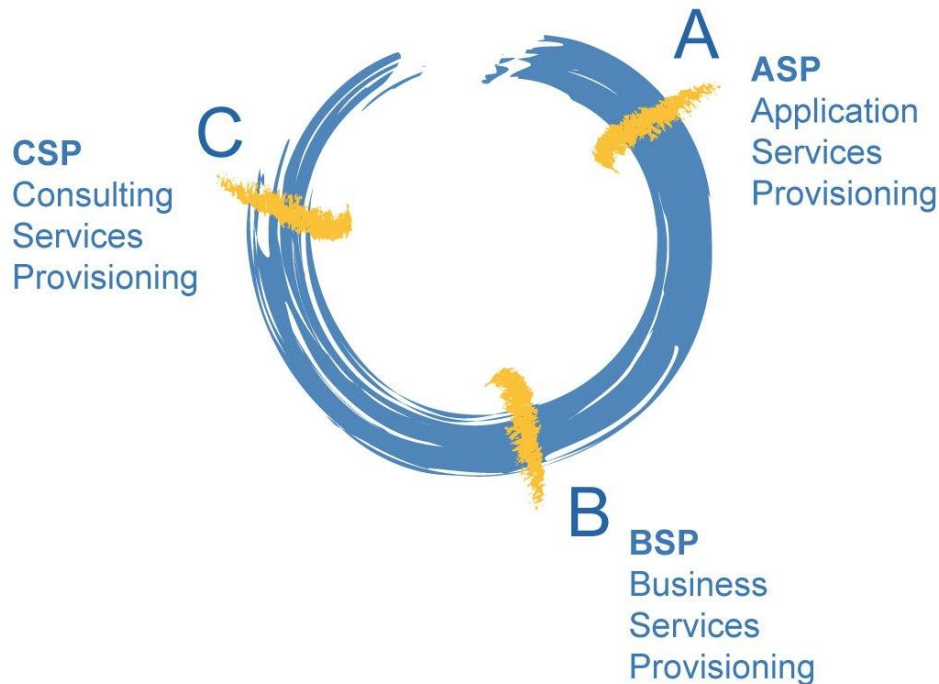 A
ASP
Application
Services
Provisioning
C
CSP
Consulting
Services
Provisioning
B
BSP
Business
Services
Provisioning